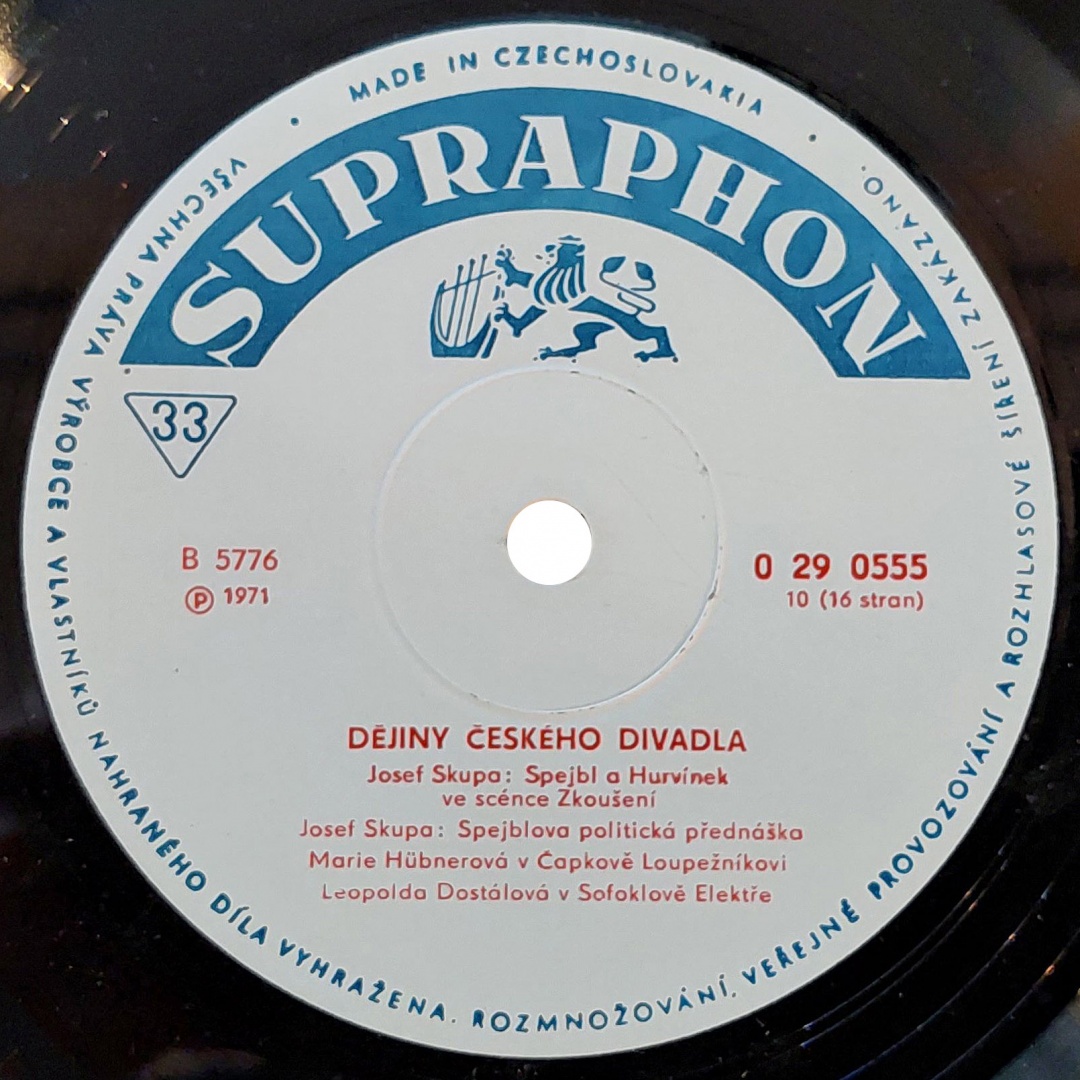 MADE IN CZECHOSLOVAKIA
SUPRAPHON
33
B 5776
Ⓟ 1971
0 29 0555
10 (16 stran)
DĚJINY ČESKÉHO DIVADLA
Josef Skupa: Spejbl a Hurvínek
ve scénce Zkoušení
Josef Skupa: Spejblova politická přednáška
Marie Hübnerová v Čapkově Loupežníkovi
Leopolda Dostálová v Sofoklově Elektře
VŠECHNA PRÁVA VÝROBCE A VLASTNÍKŮ NAHRANÉHO DÍLA VYHRAŽENA. ROZMNOŽOVÁNÍ, VEŘEJNÉ PROVOZOVÁNÍ A ROZHLASOVÉ ŠÍŘENÍ ZAKÁZÁNO.